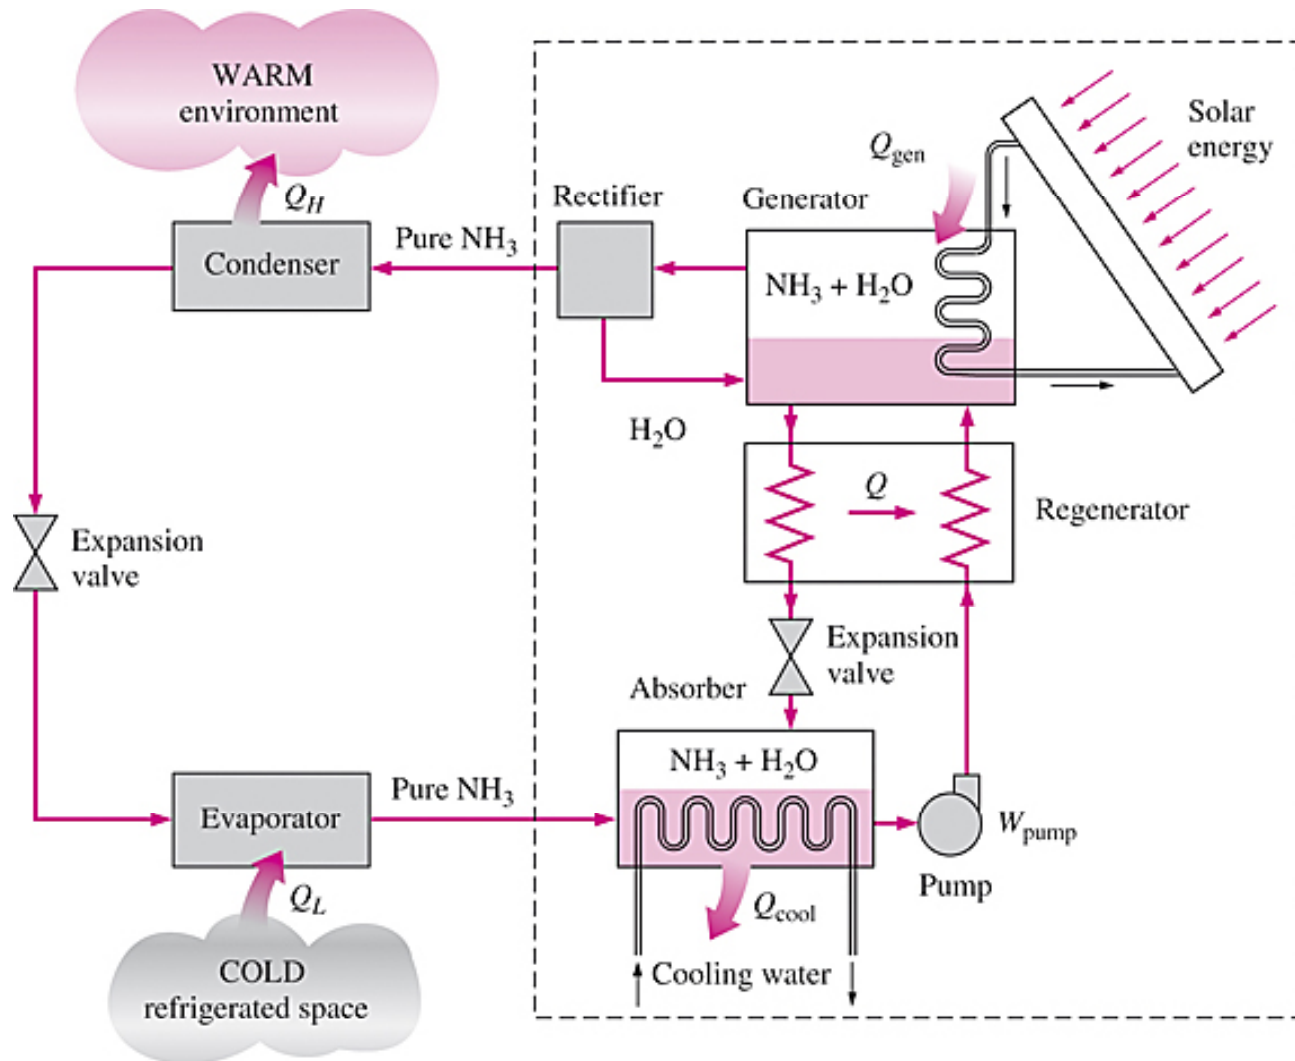 WARM
environment
Solar
energy
Q_gen
Q_H
Rectifier
Generator
Pure NH₃
Condenser
NH₃ + H₂O
H₂O
Q
Regenerator
Expansion
valve
Expansion
valve
Absorber
NH₃ + H₂O
Pure NH₃
Evaporator
W_pump
Pump
Q_L
Q_cool
COLD
refrigerated space
Cooling water